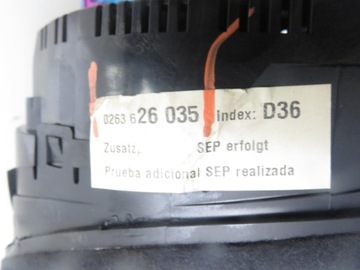 0263 626 035 Index: D36
Zusatz, SEP erfolgt
Prueba adicional SEP realizada